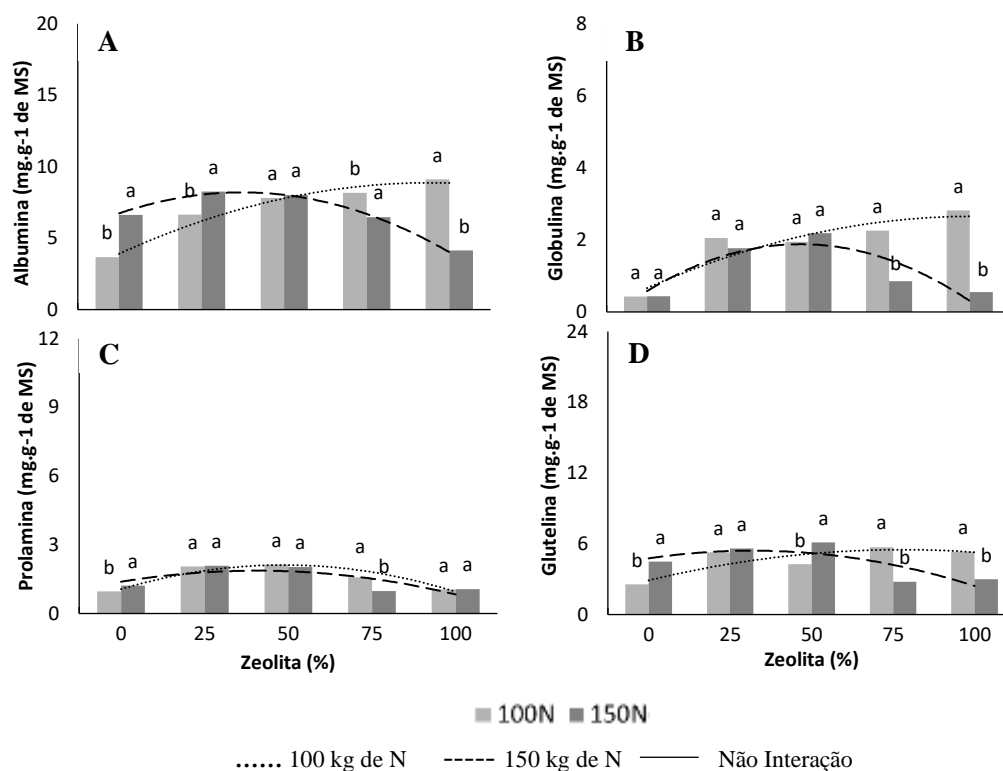 A
20
15
10
5
0
Albumina (mg.g-1 de MS)
b a b a a a b a a b
B
8
6
4
2
0
Globulina (mg.g-1 de MS)
a a a a a a a b a b
C
12
9
6
3
0
Prolamina (mg.g-1 de MS)
b a a a a a a b a a
0 25 50 75 100
Zeolita (%)
D
24
18
12
6
0
Glutelina (mg.g-1 de MS)
b a a a b a a b a b
0 25 50 75 100
Zeolita (%)
100N 150N
100 kg de N 150 kg de N Não Interação